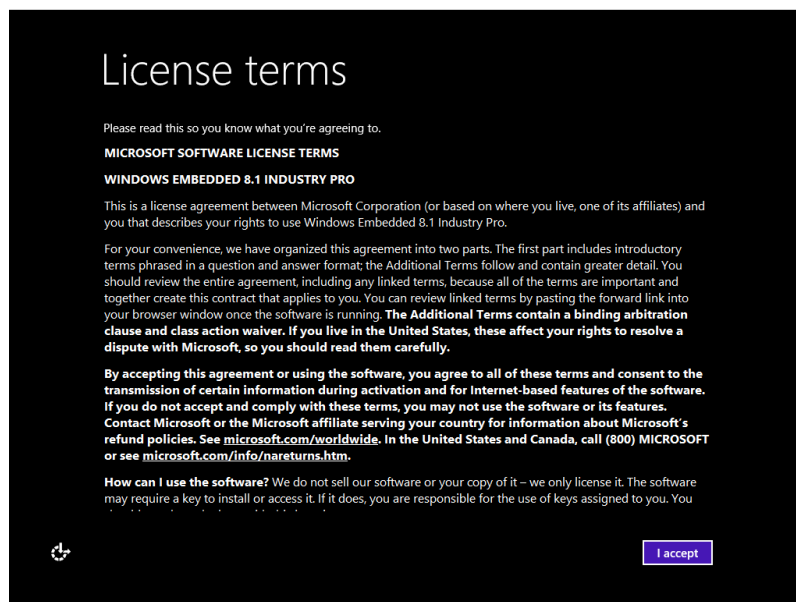 License terms
Please read this so you know what you're agreeing to.
MICROSOFT SOFTWARE LICENSE TERMS
WINDOWS EMBEDDED 8.1 INDUSTRY PRO
This is a license agreement between Microsoft Corporation (or based on where you live, one of its affiliates) and
you that describes your rights to use Windows Embedded 8.1 Industry Pro.
For your convenience, we have organized this agreement into two parts. The first part includes introductory
terms phrased in a question and answer format; the Additional Terms follow and contain greater detail. You
should review the entire agreement, including any linked terms, because all of the terms are important and
together create this contract that applies to you. You can review linked terms by pasting the forward link into
your browser window once the software is running. The Additional Terms contain a binding arbitration
clause and class action waiver. If you live in the United States, these affect your rights to resolve a
dispute with Microsoft, so you should read them carefully.
By accepting this agreement or using the software, you agree to all of these terms and consent to the
transmission of certain information during activation and for Internet-based features of the software.
If you do not accept and comply with these terms, you may not use the software or its features.
Contact Microsoft or the Microsoft affiliate serving your country for information about Microsoft's
refund policies. See microsoft.com/worldwide. In the United States and Canada, call (800) MICROSOFT
or see microsoft.com/info/nareturns.htm.
How can I use the software? We do not sell our software or your copy of it – we only license it. The software
may require a key to install or access it. If it does, you are responsible for the use of keys assigned to you. You
I accept